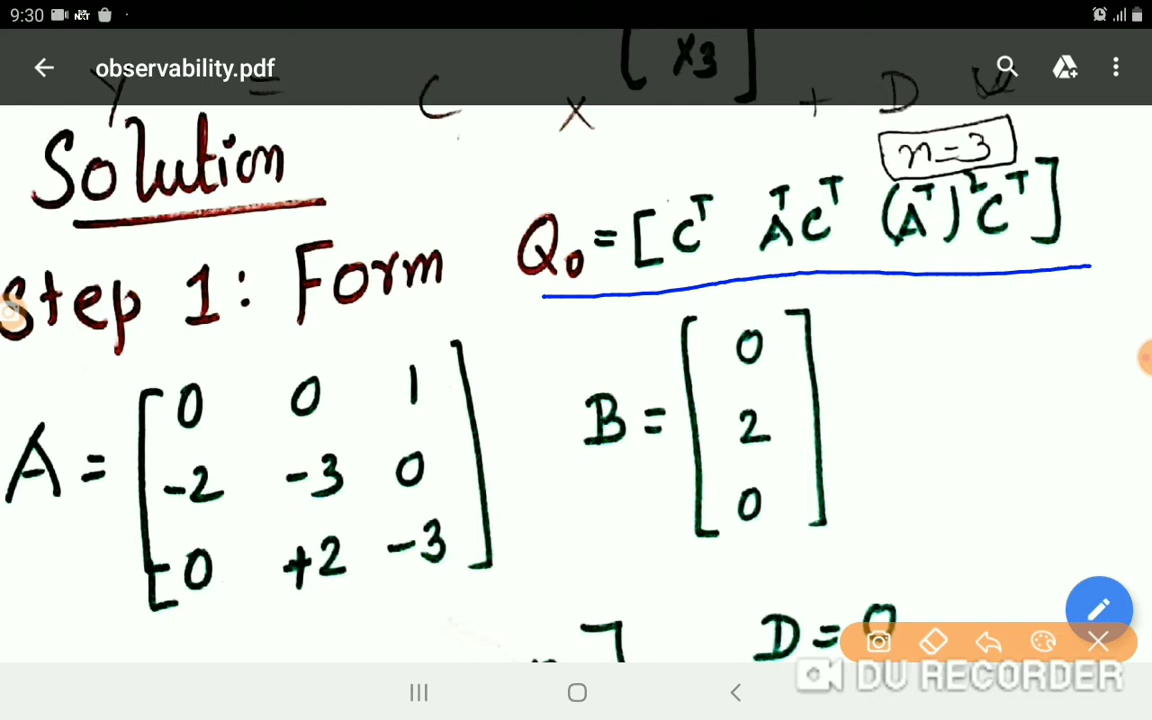 9:30
observability.pdf
[ x3 ]
Y = C X + D U
Solution
n=3
Step 1: Form Q₀ = [ Cᵀ AᵀCᵀ (Aᵀ)²Cᵀ ]
A = [ 0 0 1
-2 -3 0
0 +2 -3 ]
B = [ 0
2
0 ]
D = 0
DU RECORDER